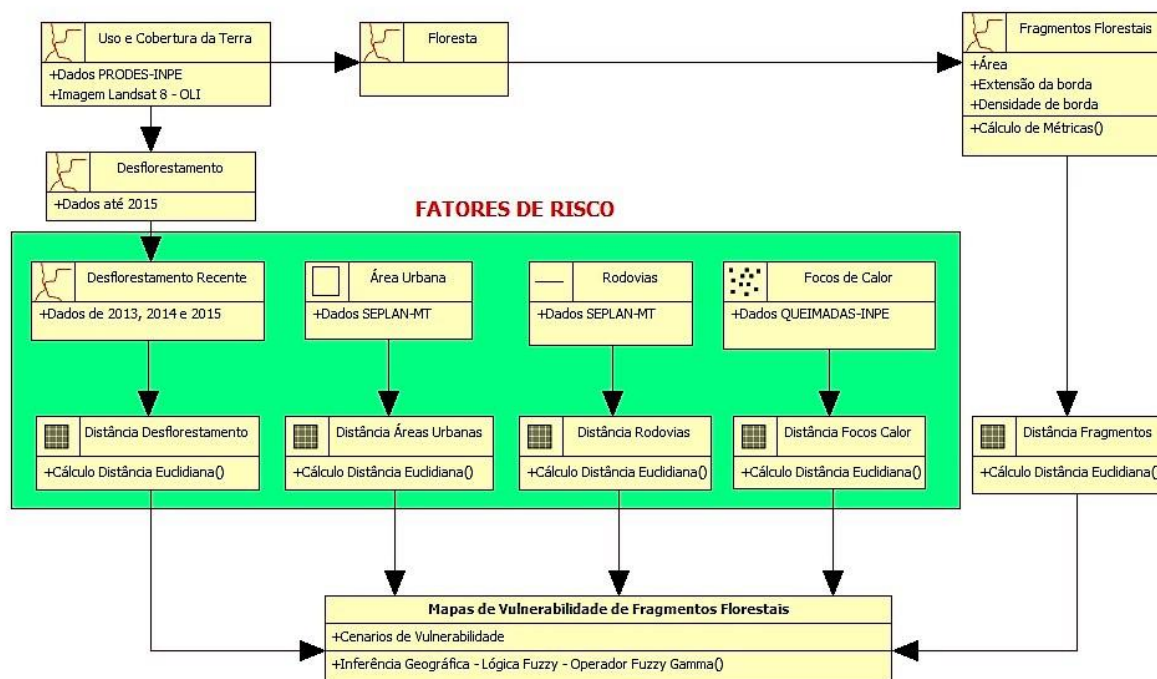 Uso e Cobertura da Terra
+Dados PRODES-INPE
+Imagem Landsat 8 - OLI
Floresta
Fragmentos Florestais
+Área
+Extensão da borda
+Densidade de borda
+Cálculo de Métricas()
Desflorestamento
+Dados até 2015
FATORES DE RISCO
Desflorestamento Recente
+Dados de 2013, 2014 e 2015
Área Urbana
+Dados SEPLAN-MT
Rodovias
+Dados SEPLAN-MT
Focos de Calor
+Dados QUEIMADAS-INPE
Distância Desflorestamento
+Cálculo Distância Euclidiana()
Distância Áreas Urbanas
+Cálculo Distância Euclidiana()
Distância Rodovias
+Cálculo Distância Euclidiana()
Distância Focos Calor
+Cálculo Distância Euclidiana()
Distância Fragmentos
+Cálculo Distância Euclidiana()
Mapas de Vulnerabilidade de Fragmentos Florestais
+Cenarios de Vulnerabilidade
+Inferência Geográfica - Lógica Fuzzy - Operador Fuzzy Gamma()